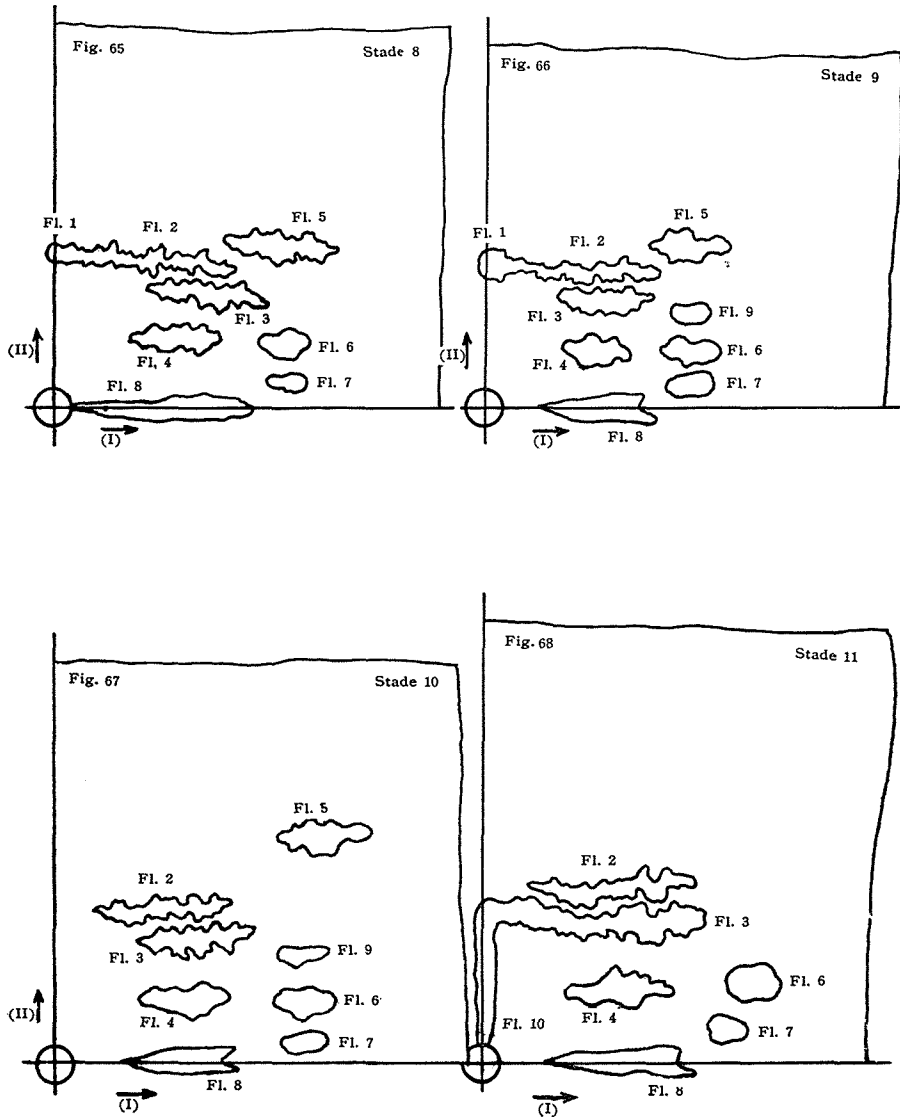 Fig. 65 Stade 8
Fl. 1 Fl. 2 Fl. 5
Fl. 3
Fl. 4 Fl. 6
Fl. 7
Fl. 8
(II)
(I)
Fig. 66 Stade 9
Fl. 1 Fl. 2 Fl. 5
Fl. 3 Fl. 9
Fl. 4 Fl. 6
Fl. 7
Fl. 8
(II)
(I)
Fig. 67 Stade 10
Fl. 5
Fl. 2
Fl. 3 Fl. 9
Fl. 4 Fl. 6
Fl. 7
Fl. 8
(II)
(I)
Fig. 68 Stade 11
Fl. 2
Fl. 3
Fl. 4 Fl. 6
Fl. 10 Fl. 7
Fl. 8
(I)